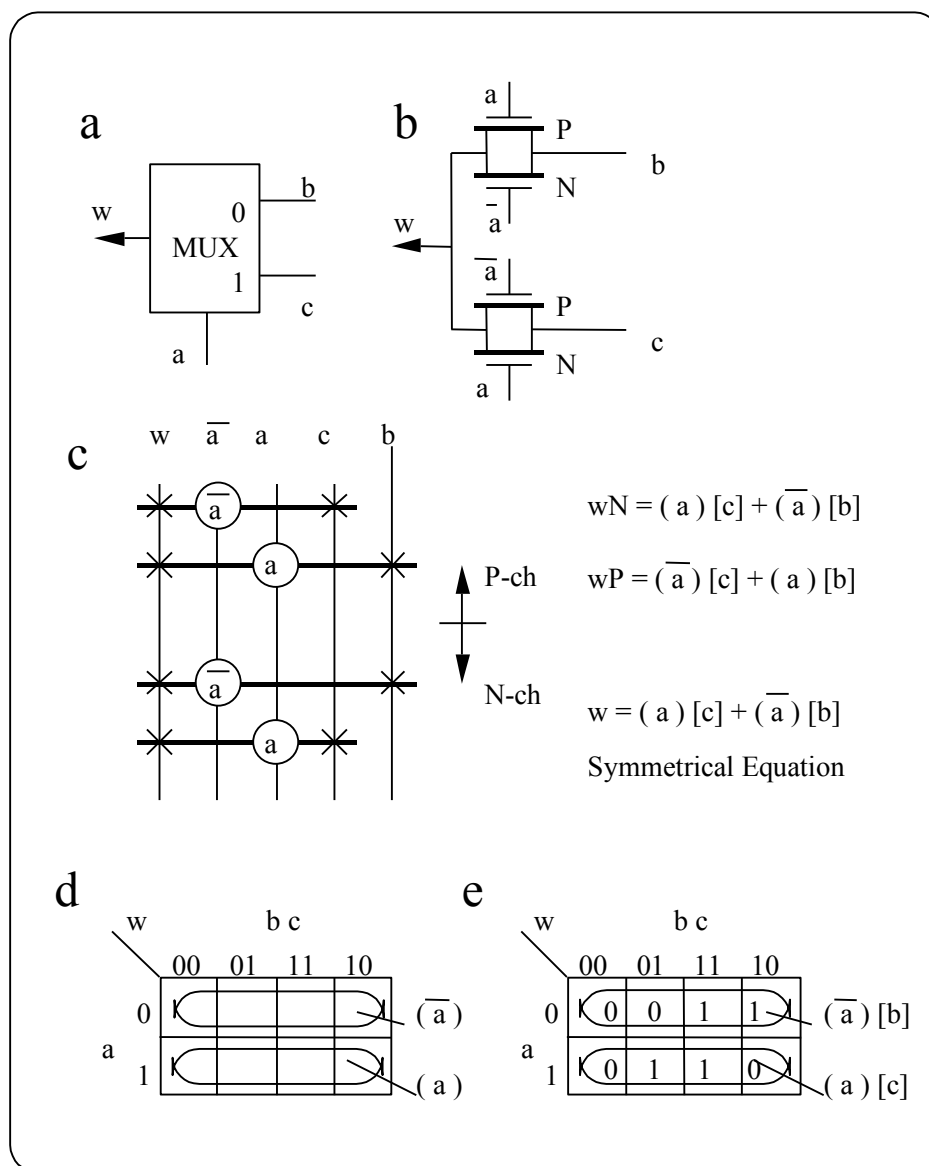 a
w
MUX
0
1
b
c
a
b
a
P
b
N
a̅
w
a̅
P
c
N
a
c
w a̅ a c b
a̅
a
P-ch
N-ch
a̅
a
wN = ( a ) [c] + ( a̅ ) [b]
wP = ( a̅ ) [c] + ( a ) [b]
w = ( a ) [c] + ( a̅ ) [b]
Symmetrical Equation
d
w
b c
00 01 11 10
0
( a̅ )
a
1
( a )
e
w
b c
00 01 11 10
0 0 0 1 1 ( a̅ ) [b]
a
1 0 1 1 0 ( a ) [c]